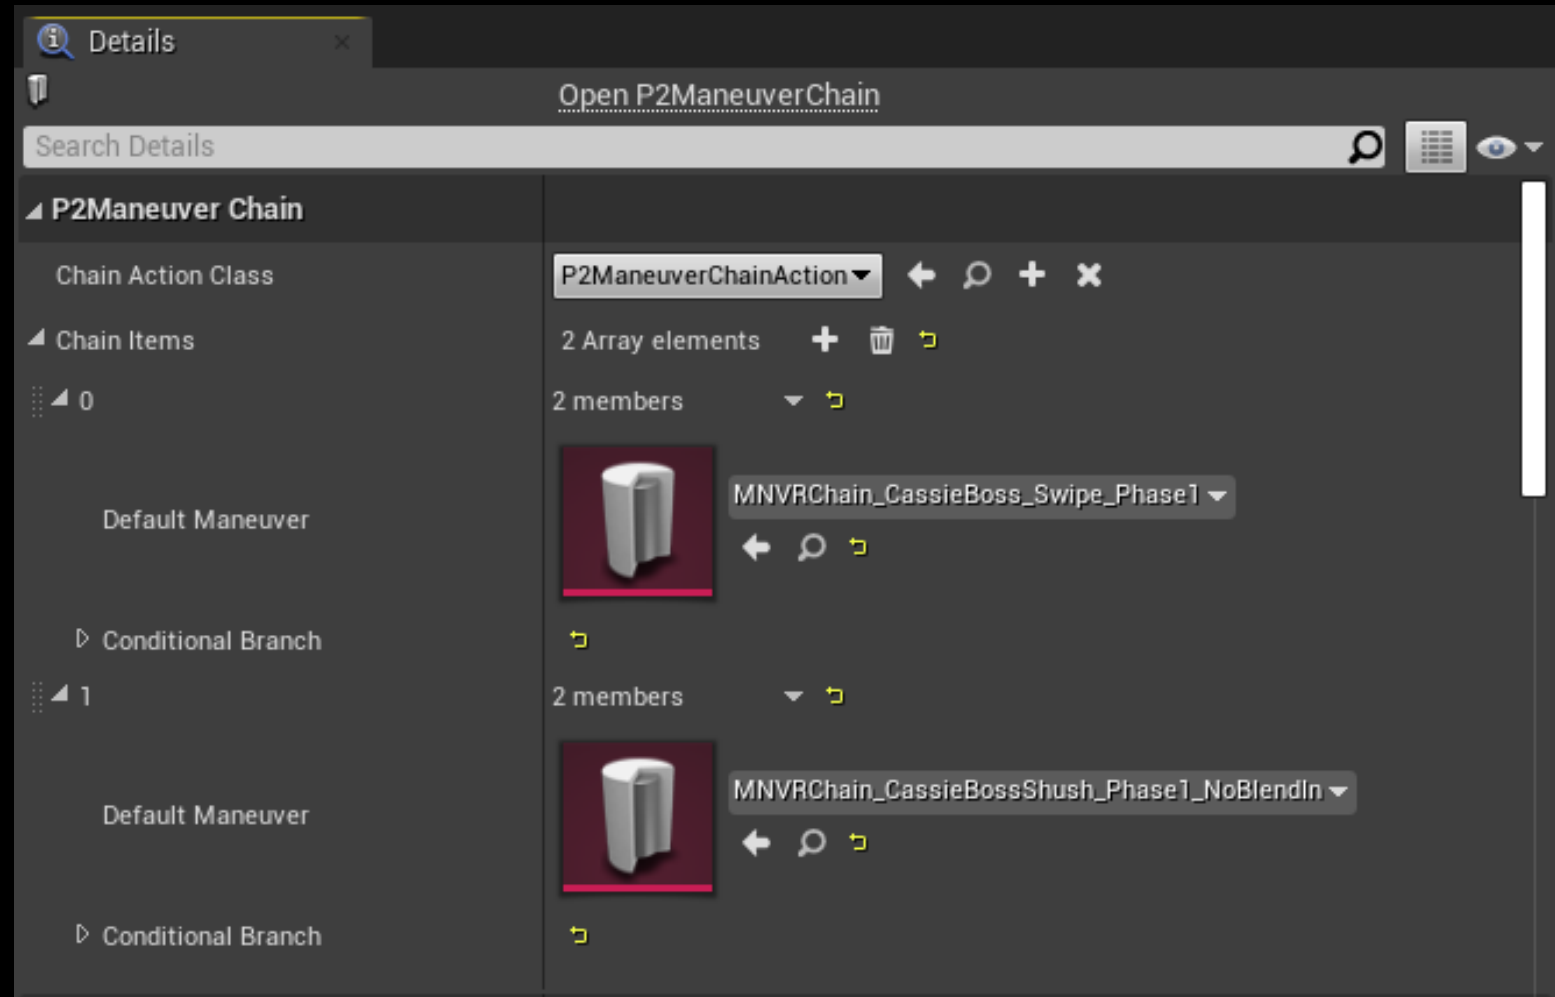 Details
Open P2ManeuverChain
Search Details
P2Maneuver Chain
Chain Action Class
P2ManeuverChainAction
Chain Items
2 Array elements
0
2 members
Default Maneuver
MNVRChain_CassieBoss_Swipe_Phase1
Conditional Branch
1
2 members
Default Maneuver
MNVRChain_CassieBossShush_Phase1_NoBlendIn
Conditional Branch